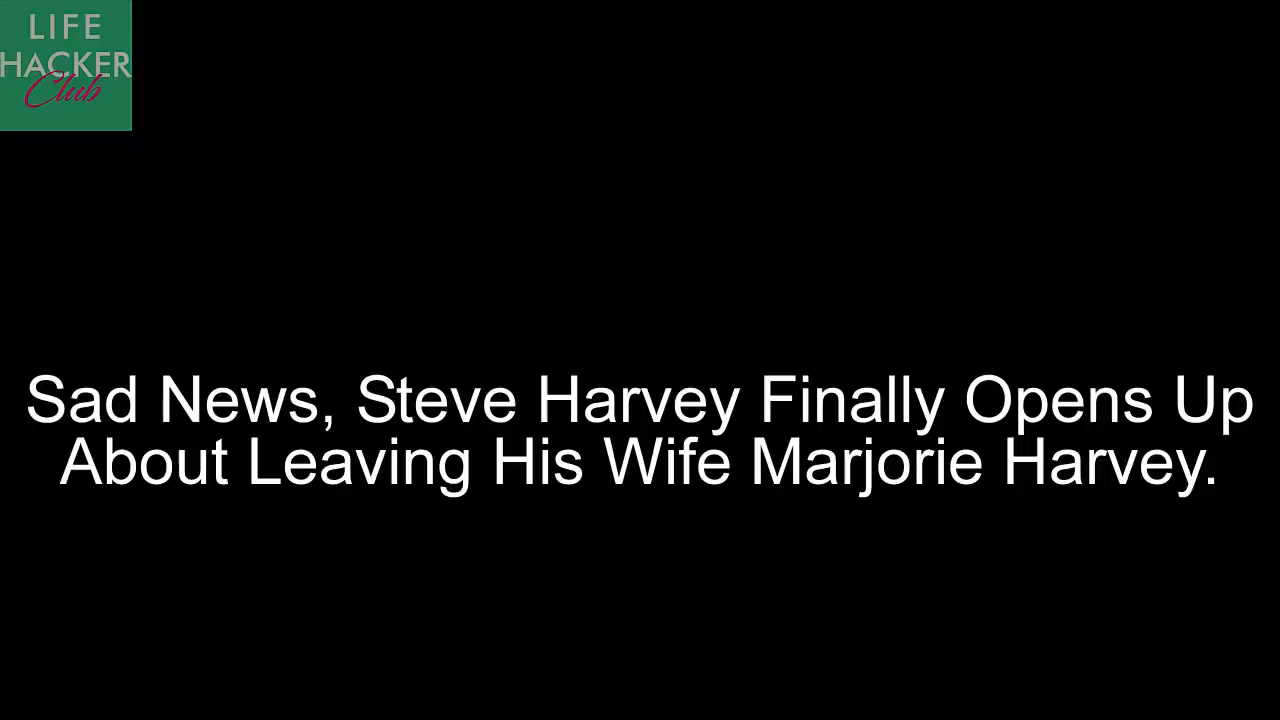 LIFE
HACKER
Club
Sad News, Steve Harvey Finally Opens Up
About Leaving His Wife Marjorie Harvey.